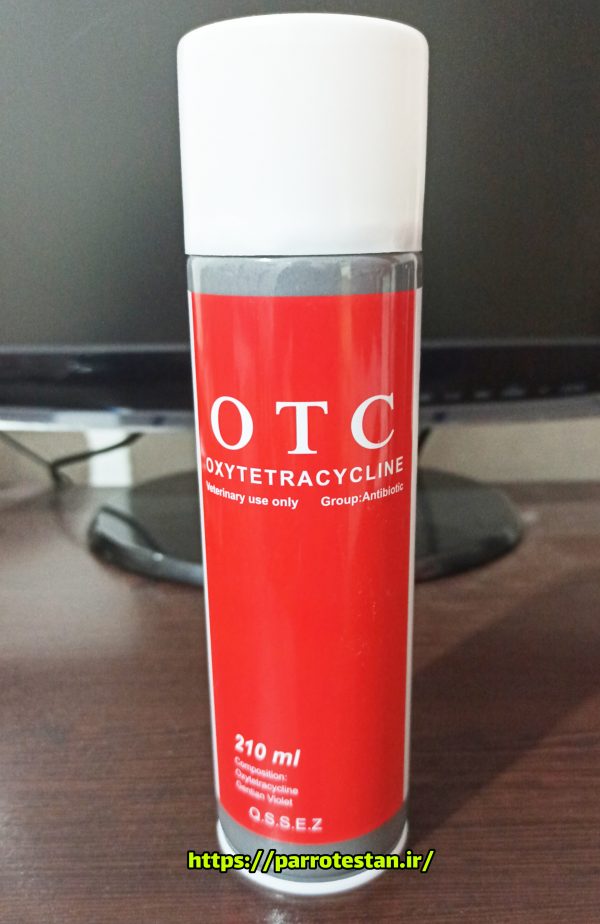 OTC
OXYTETRACYCLINE
Veterinary use only Group:Antibiotic
210 ml
Composition:
Oxytetracycline
Gentian Violet
Q.S.S.E.Z
https://parrotestan.ir/